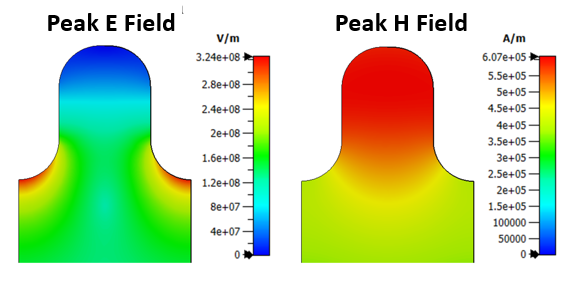 Peak E Field
V/m
3.24e+08
2.8e+08
2.4e+08
2e+08
1.6e+08
1.2e+08
8e+07
4e+07
0
Peak H Field
A/m
6.07e+05
5.5e+05
5e+05
4.5e+05
4e+05
3.5e+05
3e+05
2.5e+05
2e+05
1.5e+05
100000
50000
0